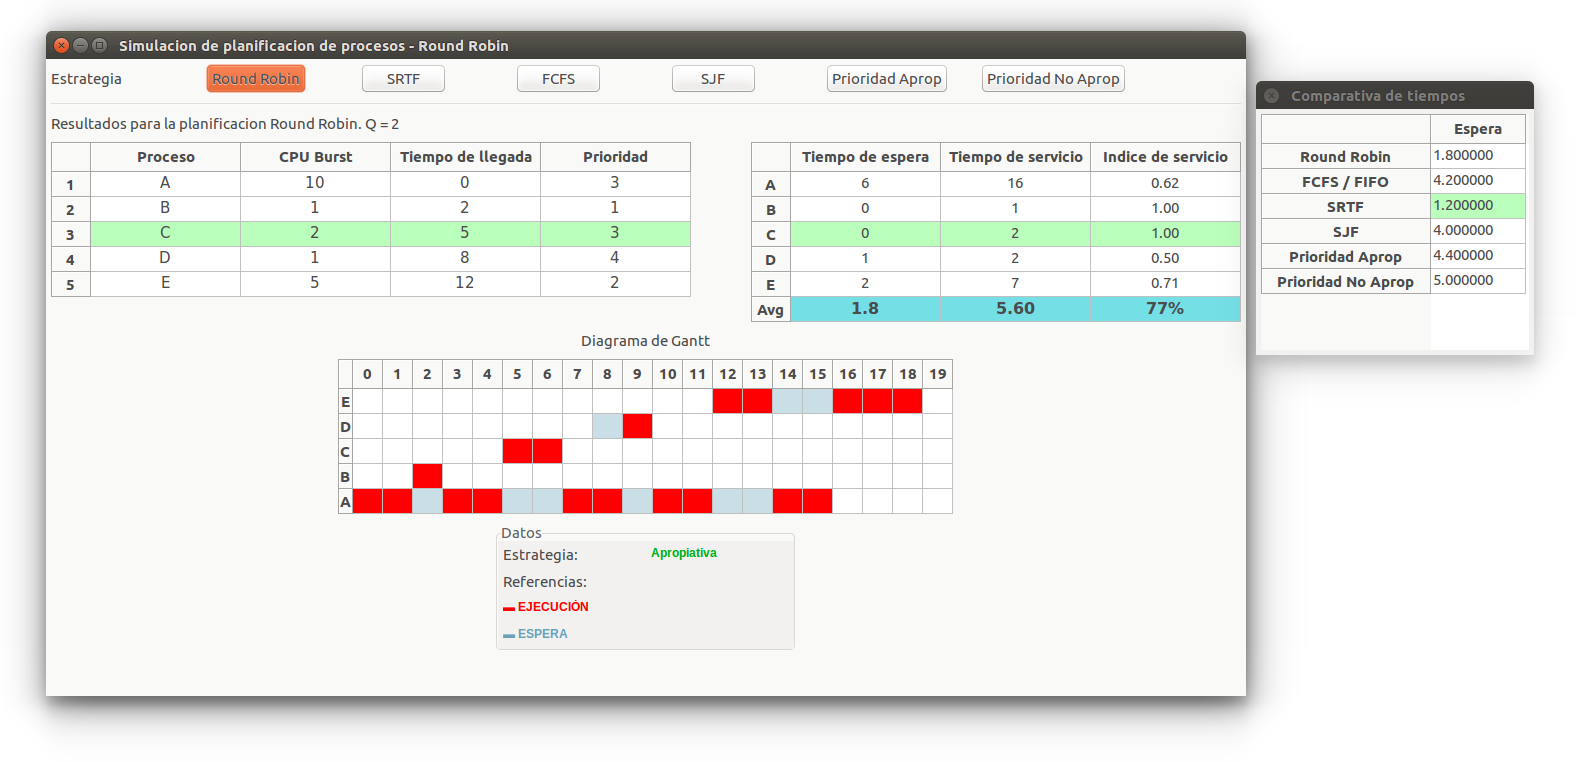 Simulacion de planificacion de procesos - Round Robin
Estrategia Round Robin SRTF FCFS SJF Prioridad Aprop Prioridad No Aprop
Resultados para la planificacion Round Robin. Q = 2
Proceso CPU Burst Tiempo de llegada Prioridad
1 A 10 0 3
2 B 1 2 1
3 C 2 5 3
4 D 1 8 4
5 E 5 12 2
Tiempo de espera Tiempo de servicio Indice de servicio
A 6 16 0.62
B 0 1 1.00
C 0 2 1.00
D 1 2 0.50
E 2 7 0.71
Avg 1.8 5.60 77%
Diagrama de Gantt
0 1 2 3 4 5 6 7 8 9 10 11 12 13 14 15 16 17 18 19
E
D
C
B
A
Datos
Estrategia: Apropiativa
Referencias:
EJECUCIÓN
ESPERA
Comparativa de tiempos
Espera
Round Robin 1.800000
FCFS / FIFO 4.200000
SRTF 1.200000
SJF 4.000000
Prioridad Aprop 4.400000
Prioridad No Aprop 5.000000